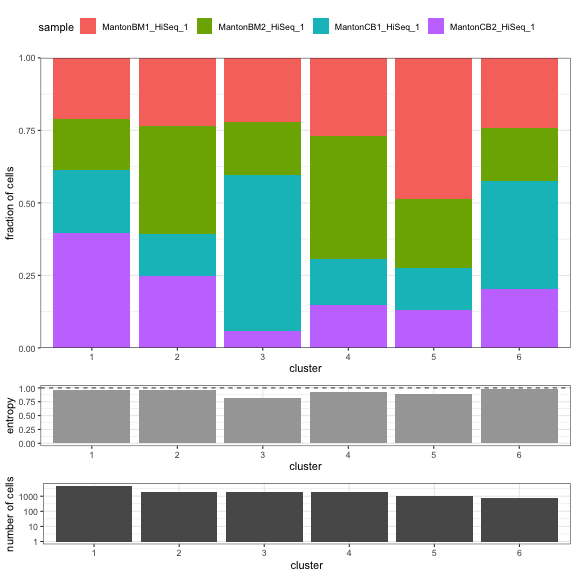 sample MantonBM1_HiSeq_1 MantonBM2_HiSeq_1 MantonCB1_HiSeq_1 MantonCB2_HiSeq_1
1.00
0.75
0.50
0.25
0.00
fraction of cells
1 2 3 4 5 6
cluster
1.00
0.75
0.50
0.25
0.00
entropy
1 2 3 4 5 6
cluster
1000
100
10
1
number of cells
1 2 3 4 5 6
cluster